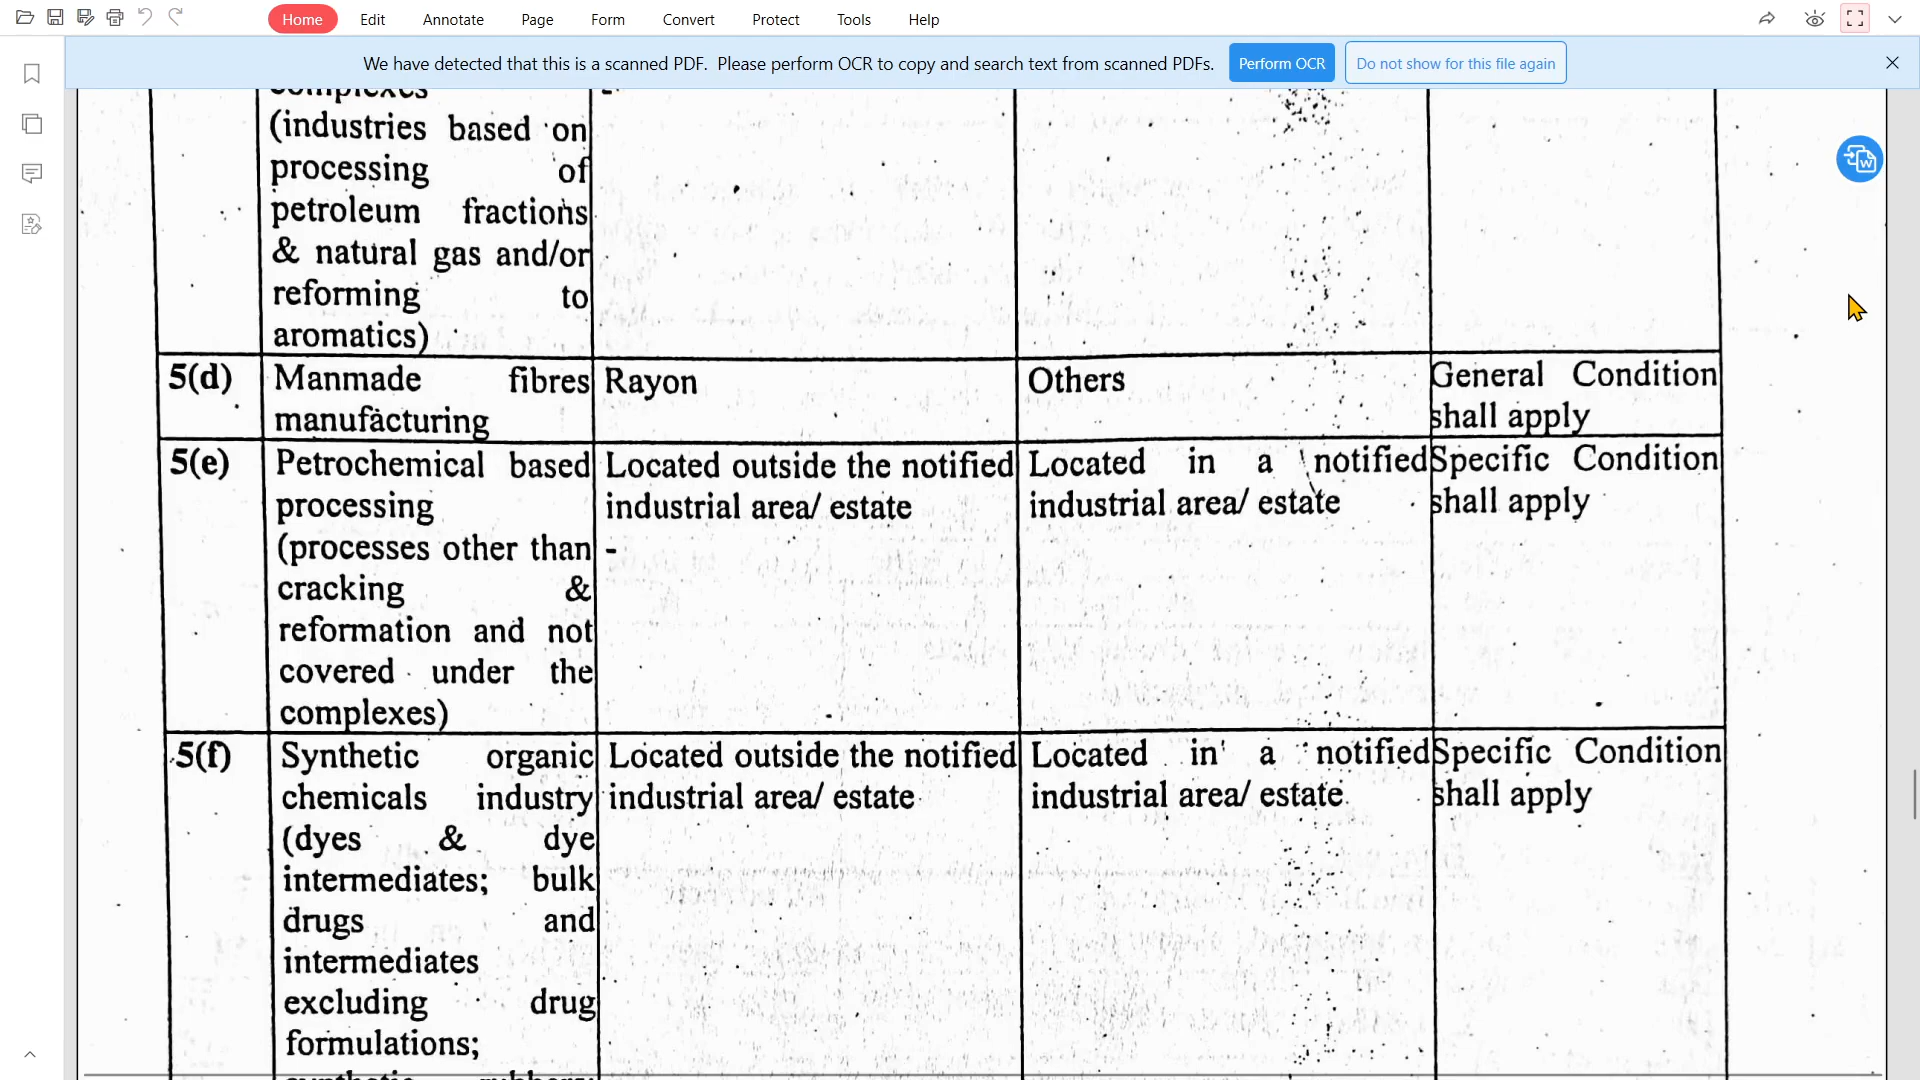 Home Edit Annotate Page Form Convert Protect Tools Help
We have detected that this is a scanned PDF. Please perform OCR to copy and search text from scanned PDFs. Perform OCR Do not show for this file again
complexes
(industries based on
processing of
petroleum fractions
& natural gas and/or
reforming to
aromatics)
5(d) Manmade fibres Rayon Others General Condition
manufacturing shall apply
5(e) Petrochemical based Located outside the notified Located in a notified Specific Condition
processing industrial area/ estate industrial area/ estate shall apply
(processes other than -
cracking &
reformation and not
covered under the
complexes)
5(f) Synthetic organic Located outside the notified Located in a notified Specific Condition
chemicals industry industrial area/ estate industrial area/ estate shall apply
(dyes & dye
intermediates; bulk
drugs and
intermediates
excluding drug
formulations;
synthetic rubbers;